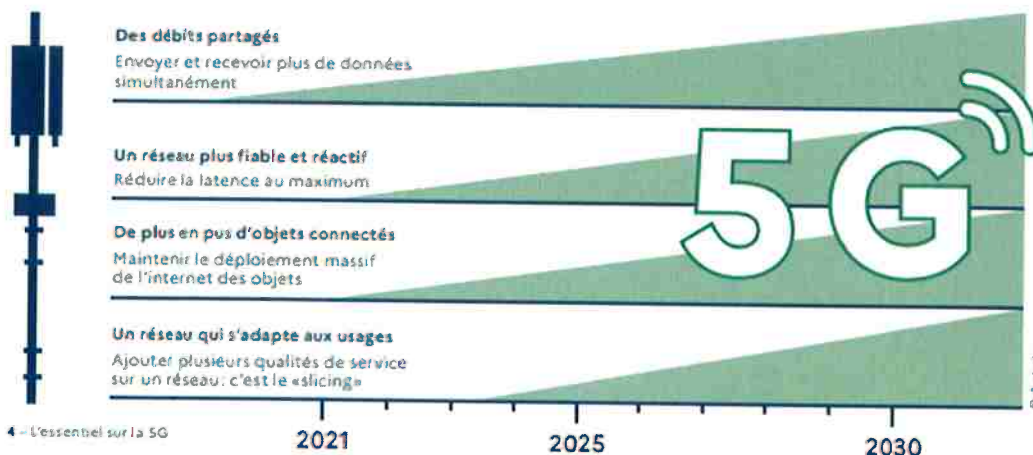 Des débits partagés
Envoyer et recevoir plus de données
simultanément
Un réseau plus fiable et réactif
Réduire la latence au maximum
5G
De plus en pus d'objets connectés
Maintenir le déploiement massif
de l'internet des objets
Un réseau qui s'adapte aux usages
Ajouter plusieurs qualités de service
sur un réseau: c'est le «slicing»
2021
2025
2030
4 – L'essentiel sur la 5G